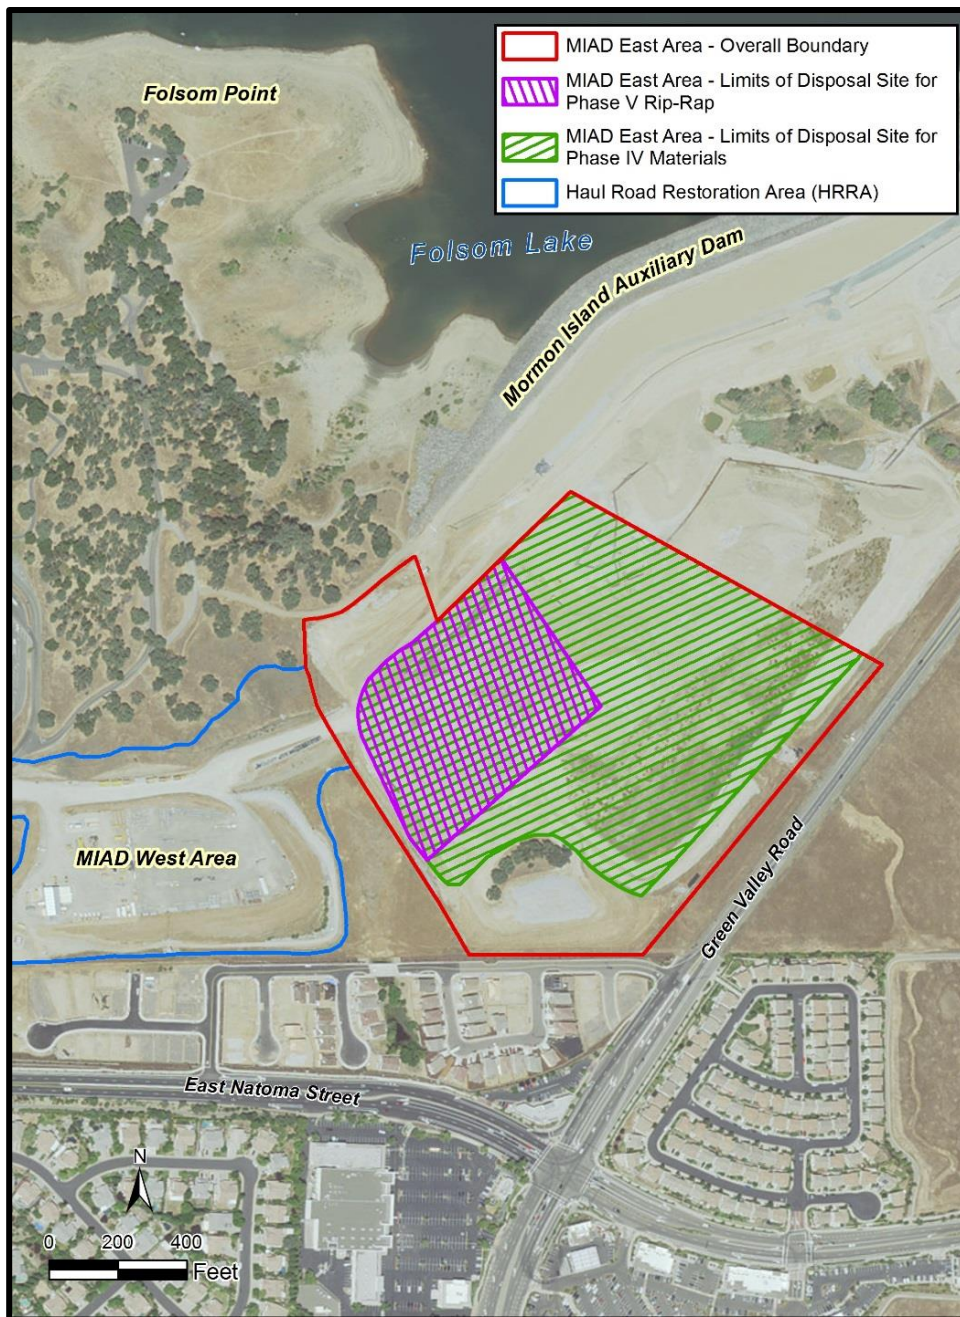 MIAD East Area - Overall Boundary
MIAD East Area - Limits of Disposal Site for
Phase V Rip-Rap
MIAD East Area - Limits of Disposal Site for
Phase IV Materials
Haul Road Restoration Area (HRRA)
Folsom Point
Folsom Lake
Mormon Island Auxiliary Dam
MIAD West Area
Green Valley Road
East Natoma Street
N
0 200 400
Feet